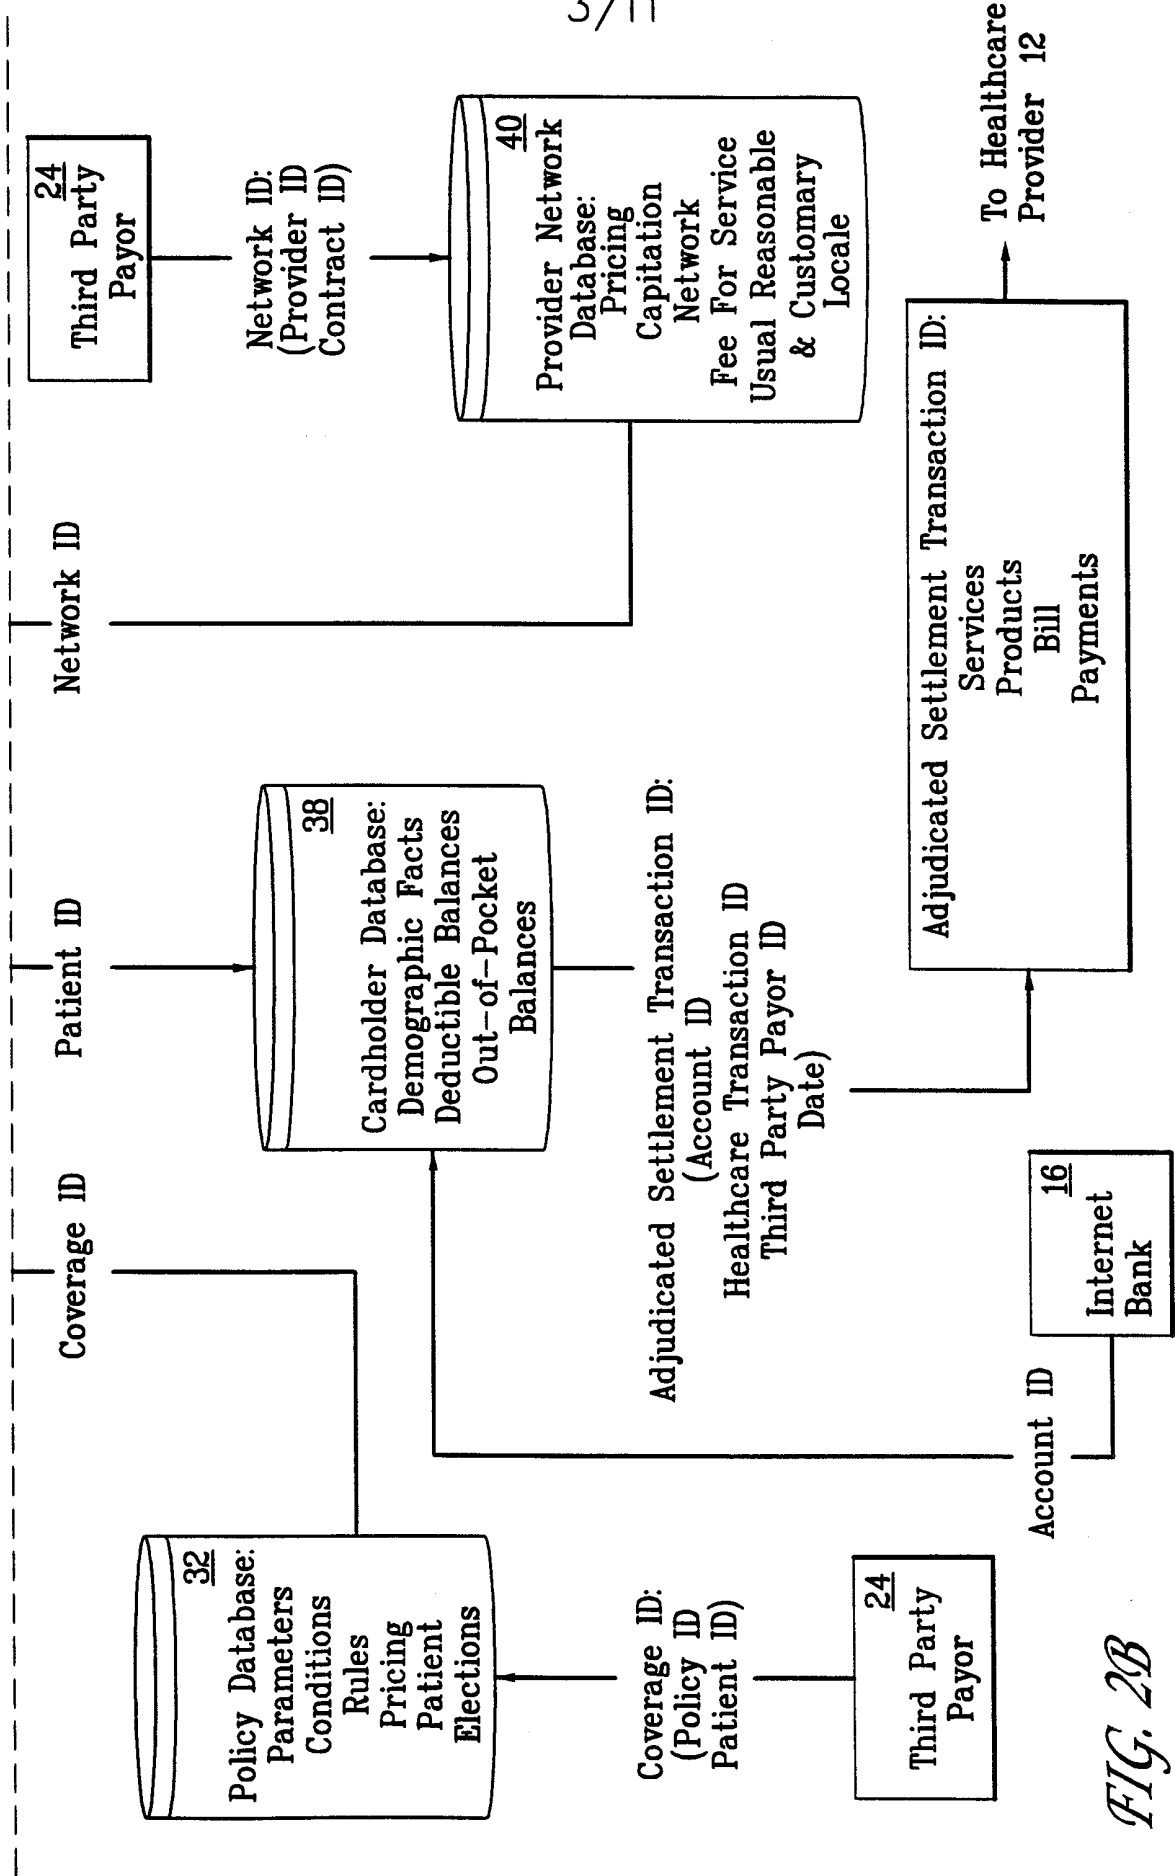 3/11
Coverage ID
Patient ID
Network ID
32
Policy Database:
Parameters
Conditions
Rules
Pricing
Patient
Elections
Coverage ID:
(Policy ID
Patient ID)
24
Third Party
Payor
38
Cardholder Database:
Demographic Facts
Deductible Balances
Out-of-Pocket
Balances
Adjudicated Settlement Transaction ID:
(Account ID
Healthcare Transaction ID
Third Party Payor ID
Date)
Account ID
16
Internet
Bank
24
Third Party
Payor
Network ID:
(Provider ID
Contract ID)
40
Provider Network
Database:
Pricing
Capitation
Network
Fee For Service
Usual Reasonable
& Customary
Locale
Adjudicated Settlement Transaction ID:
Services
Products
Bill
Payments
To Healthcare
Provider 12
FIG. 2B